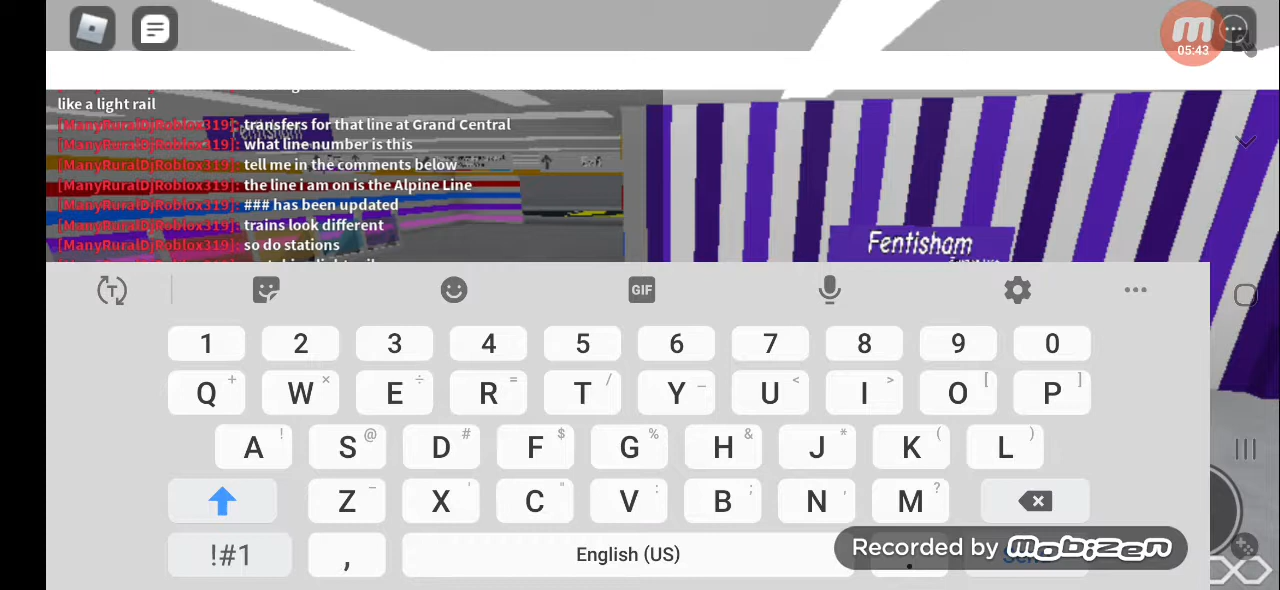 05:43
like a light rail
[ManyRuralDjRoblox319]: transfers for that line at Grand Central
[ManyRuralDjRoblox319]: what line number is this
[ManyRuralDjRoblox319]: tell me in the comments below
[ManyRuralDjRoblox319]: the line i am on is the Alpine Line
[ManyRuralDjRoblox319]: ### has been updated
[ManyRuralDjRoblox319]: trains look different
[ManyRuralDjRoblox319]: so do stations
Fentisham
GIF
1 2 3 4 5 6 7 8 9 0
Q + W × E ÷ R = T / Y _ U < I > O [ P ]
A ! S @ D # F $ G % H & J * K ( L )
Z - X ' C " V : B ; N , M ?
!#1 , English (US) .
Recorded by mobizen